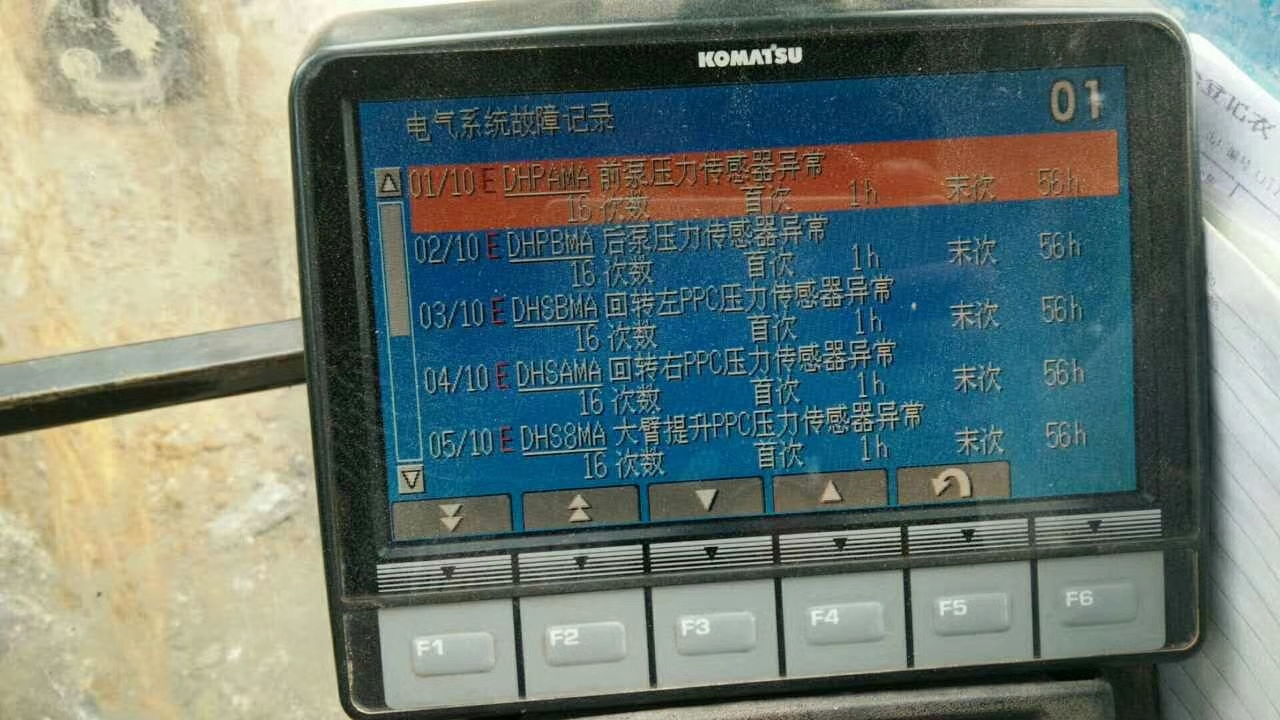 KOMATSU
电气系统故障记录 01
01/10 E DHPAMA 前泵压力传感器异常
16 次数 首次 1h 末次 56h
02/10 E DHPBMA 后泵压力传感器异常
16 次数 首次 1h 末次 56h
03/10 E DHSBMA 回转左PPC压力传感器异常
16 次数 首次 1h 末次 56h
04/10 E DHSAMA 回转右PPC压力传感器异常
16 次数 首次 1h 末次 56h
05/10 E DHS8MA 大臂提升PPC压力传感器异常
16 次数 首次 1h 末次 56h
F1 F2 F3 F4 F5 F6
登记表